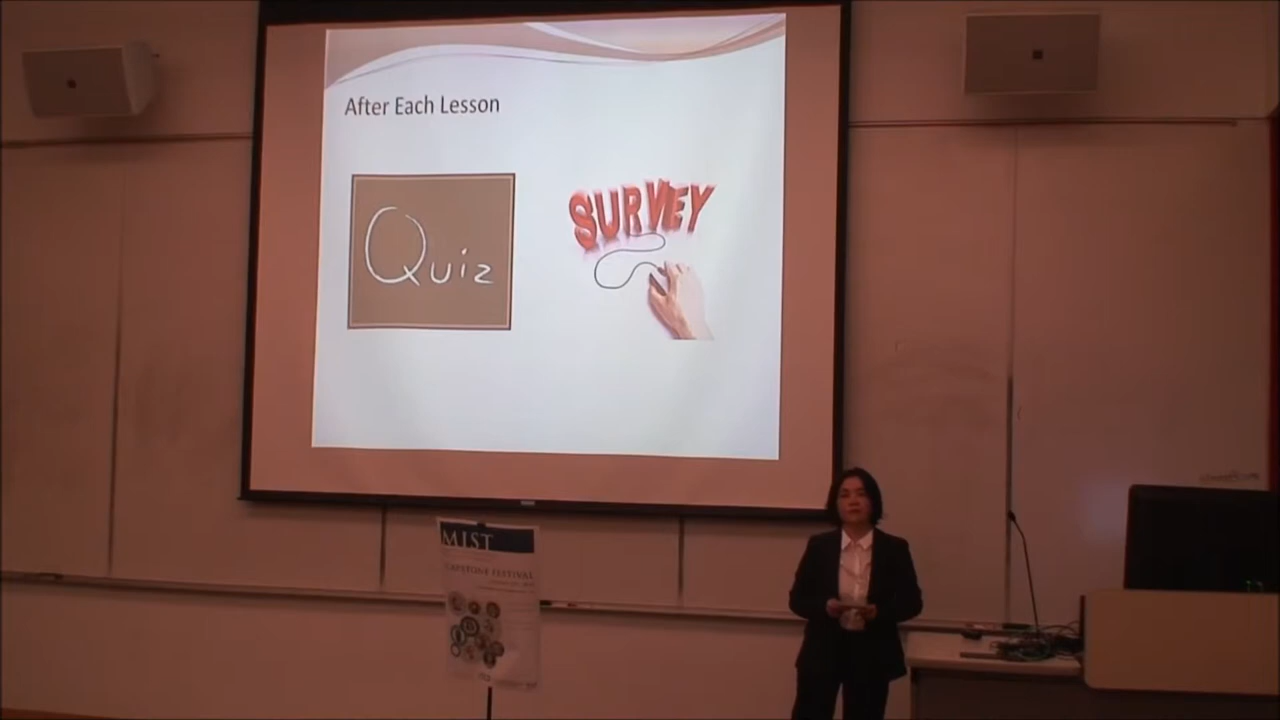 After Each Lesson
Quiz
SURVEY
MIST
CAPSTONE FESTIVAL